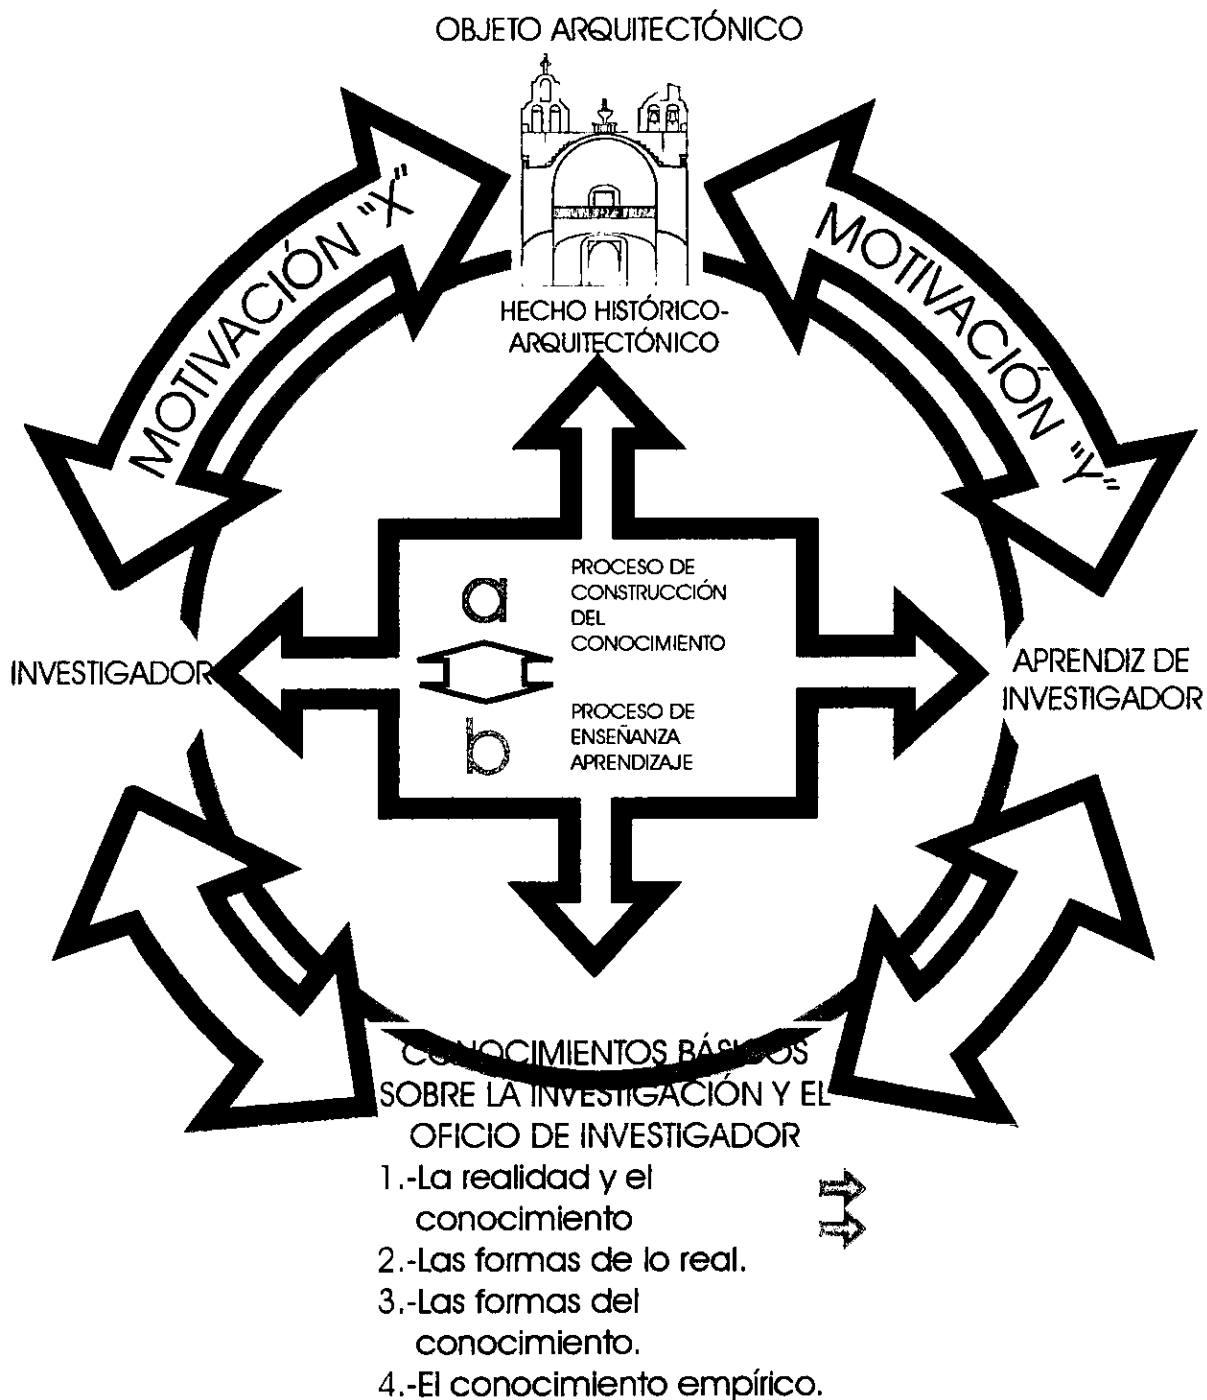 OBJETO ARQUITECTÓNICO
MOTIVACIÓN "X"
MOTIVACIÓN "Y"
HECHO HISTÓRICO-
ARQUITECTÓNICO
a
PROCESO DE
CONSTRUCCIÓN
DEL
CONOCIMIENTO
INVESTIGADOR
APRENDIZ DE
INVESTIGADOR
b
PROCESO DE
ENSEÑANZA
APRENDIZAJE
CONOCIMIENTOS BÁSICOS
SOBRE LA INVESTIGACIÓN Y EL
OFICIO DE INVESTIGADOR
1.-La realidad y el
conocimiento
2.-Las formas de lo real.
3.-Las formas del
conocimiento.
4.-El conocimiento empírico.